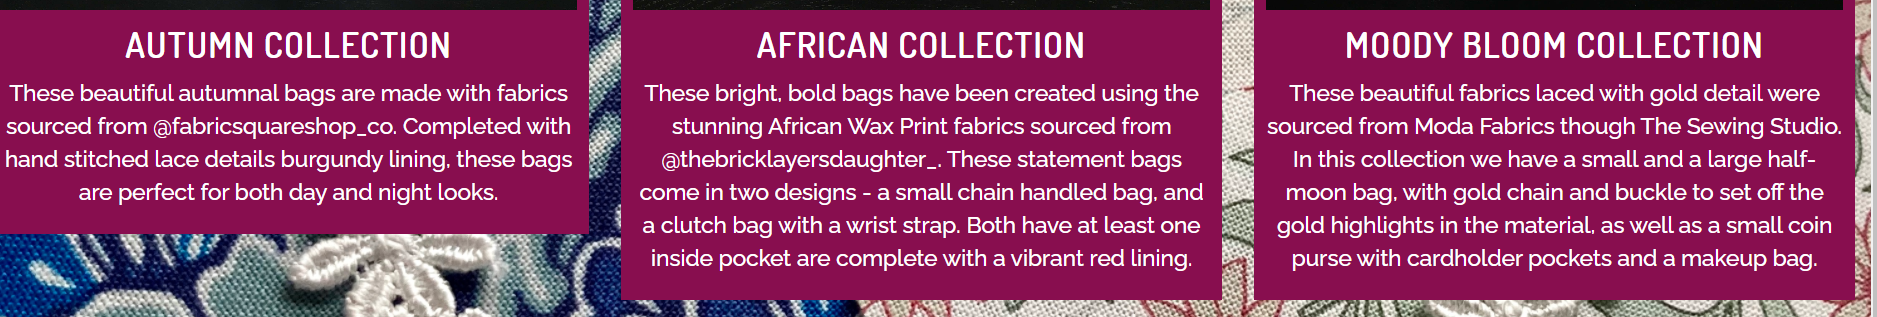 AUTUMN COLLECTION
These beautiful autumnal bags are made with fabrics
sourced from @fabricsquareshop_co. Completed with
hand stitched lace details burgundy lining, these bags
are perfect for both day and night looks.
AFRICAN COLLECTION
These bright, bold bags have been created using the
stunning African Wax Print fabrics sourced from
@thebricklayersdaughter_. These statement bags
come in two designs - a small chain handled bag, and
a clutch bag with a wrist strap. Both have at least one
inside pocket are complete with a vibrant red lining.
MOODY BLOOM COLLECTION
These beautiful fabrics laced with gold detail were
sourced from Moda Fabrics though The Sewing Studio.
In this collection we have a small and a large half-
moon bag, with gold chain and buckle to set off the
gold highlights in the material, as well as a small coin
purse with cardholder pockets and a makeup bag.